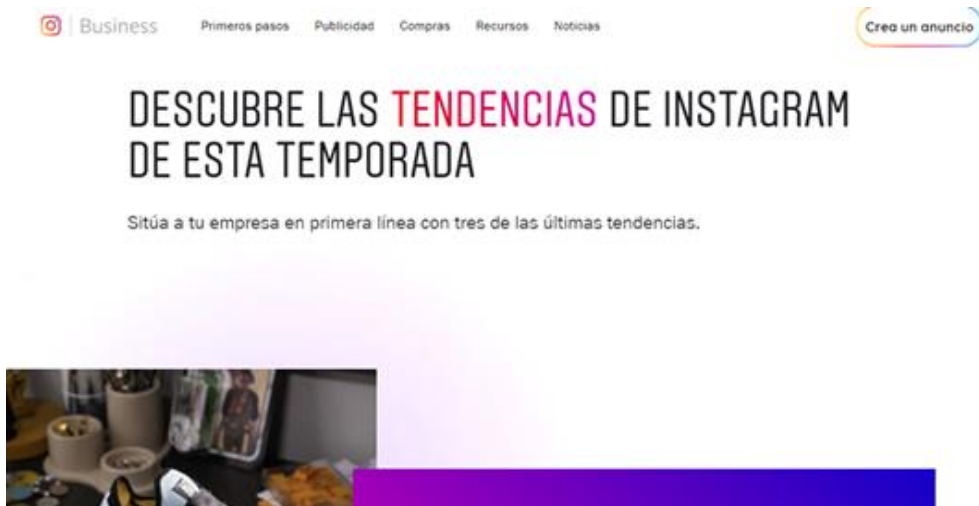 Business
Primeros pasos
Publicidad
Compras
Recursos
Noticias
Crea un anuncio
DESCUBRE LAS TENDENCIAS DE INSTAGRAM
DE ESTA TEMPORADA
Sitúa a tu empresa en primera línea con tres de las últimas tendencias.